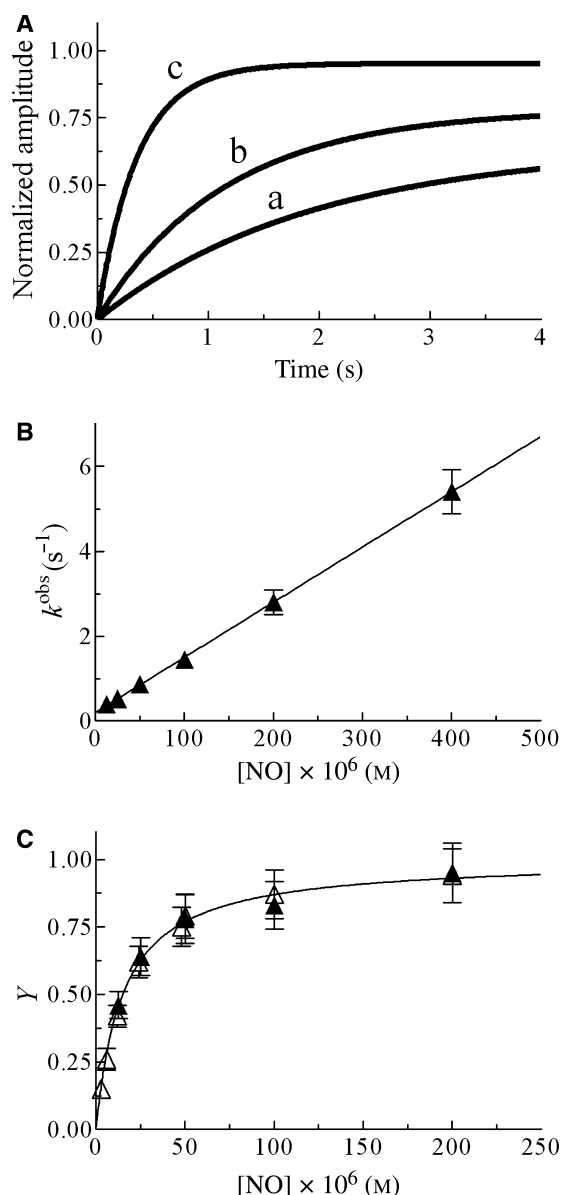 A
Normalized amplitude
1.00
0.75
0.50
0.25
0.00
c
b
a
0 1 2 3 4
Time (s)
B
k^obs (s^−1)
6
4
2
0
0 100 200 300 400 500
[NO] × 10^6 (M)
C
Y
1.00
0.75
0.50
0.25
0.00
0 50 100 150 200 250
[NO] × 10^6 (M)